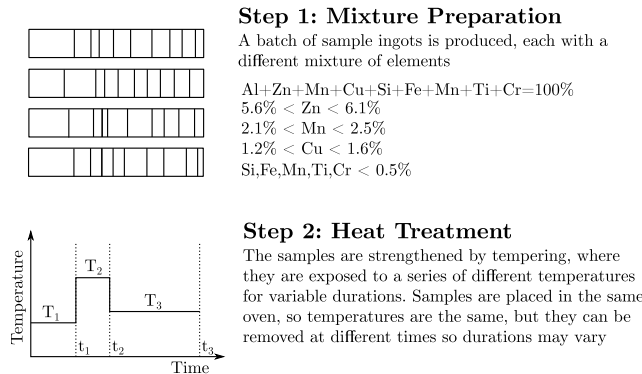 Step 1: Mixture Preparation
A batch of sample ingots is produced, each with a
different mixture of elements
Al+Zn+Mn+Cu+Si+Fe+Mn+Ti+Cr=100%
5.6% < Zn < 6.1%
2.1% < Mn < 2.5%
1.2% < Cu < 1.6%
Si,Fe,Mn,Ti,Cr < 0.5%
Step 2: Heat Treatment
The samples are strengthened by tempering, where
they are exposed to a series of different temperatures
for variable durations. Samples are placed in the same
oven, so temperatures are the same, but they can be
removed at different times so durations may vary
Temperature
T1
T2
T3
t1
t2
t3
Time